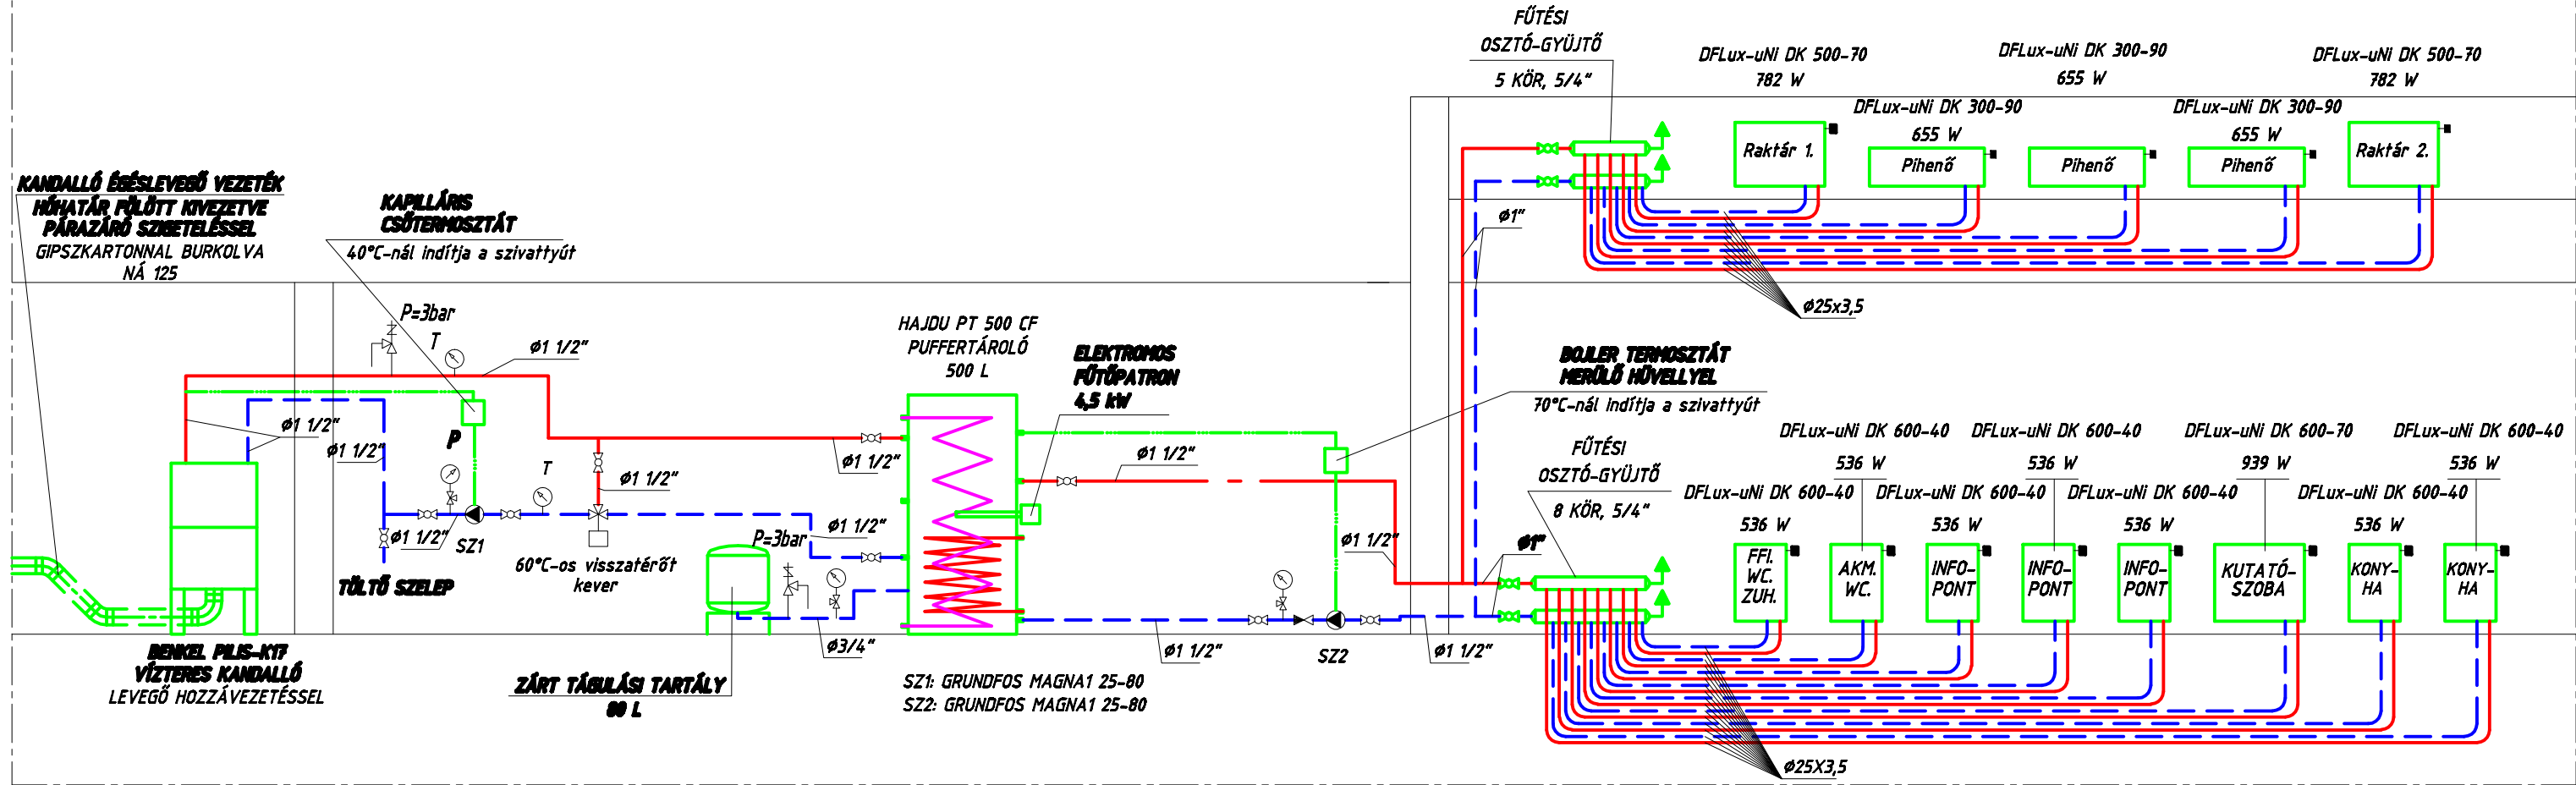 FŰTÉSI
OSZTÓ-GYÜJTŐ
5 KÖR, 5/4"
DFLux-uNi DK 500-70
782 W
DFLux-uNi DK 300-90
655 W
DFLux-uNi DK 500-70
782 W
DFLux-uNi DK 300-90
655 W
DFLux-uNi DK 300-90
655 W
Raktár 1.
Pihenő
Pihenő
Pihenő
Raktár 2.
ø1"
ø25x3,5
KANDALLÓ ÉGÉSLEVEGŐ VEZETÉK
HÓHATÁR FÖLÖTT KIVEZETVE
PÁRAZÁRÓ SZIGETELÉSSEL
GIPSZKARTONNAL BURKOLVA
NÁ 125
KAPILLÁRIS
CSŐTERMOSZTÁT
40°C-nál indítja a szivattyút
P=3bar
T
ø1 1/2"
ø1 1/2"
ø1 1/2"
P
T
ø1 1/2"
ø1 1/2"
SZ1
60°C-os visszatérőt
kever
TÖLTŐ SZELEP
BENKEL PILIS-K17
VÍZTERES KANDALLÓ
LEVEGŐ HOZZÁVEZETÉSSEL
HAJDU PT 500 CF
PUFFERTÁROLÓ
500 L
ø1 1/2"
ø1 1/2"
P=3bar
ø3/4"
ZÁRT TÁGULÁSI TARTÁLY
80 L
ELEKTROMOS
FŰTŐPATRON
4,5 kW
ø1 1/2"
ø1 1/2"
SZ1: GRUNDFOS MAGNA1 25-80
SZ2: GRUNDFOS MAGNA1 25-80
BOJLER TERMOSZTÁT
MERÜLŐ HÜVELLYEL
70°C-nál indítja a szivattyút
ø1 1/2"
SZ2
ø1 1/2"
ø1"
FŰTÉSI
OSZTÓ-GYÜJTŐ
8 KÖR, 5/4"
DFLux-uNi DK 600-40
536 W
DFLux-uNi DK 600-40
536 W
DFLux-uNi DK 600-70
939 W
DFLux-uNi DK 600-40
536 W
DFLux-uNi DK 600-40
536 W
DFLux-uNi DK 600-40
536 W
DFLux-uNi DK 600-40
536 W
DFLux-uNi DK 600-40
536 W
FFI.
WC.
ZUH.
AKM.
WC.
INFO-
PONT
INFO-
PONT
INFO-
PONT
KUTATÓ-
SZOBA
KONY-
HA
KONY-
HA
ø25X3,5